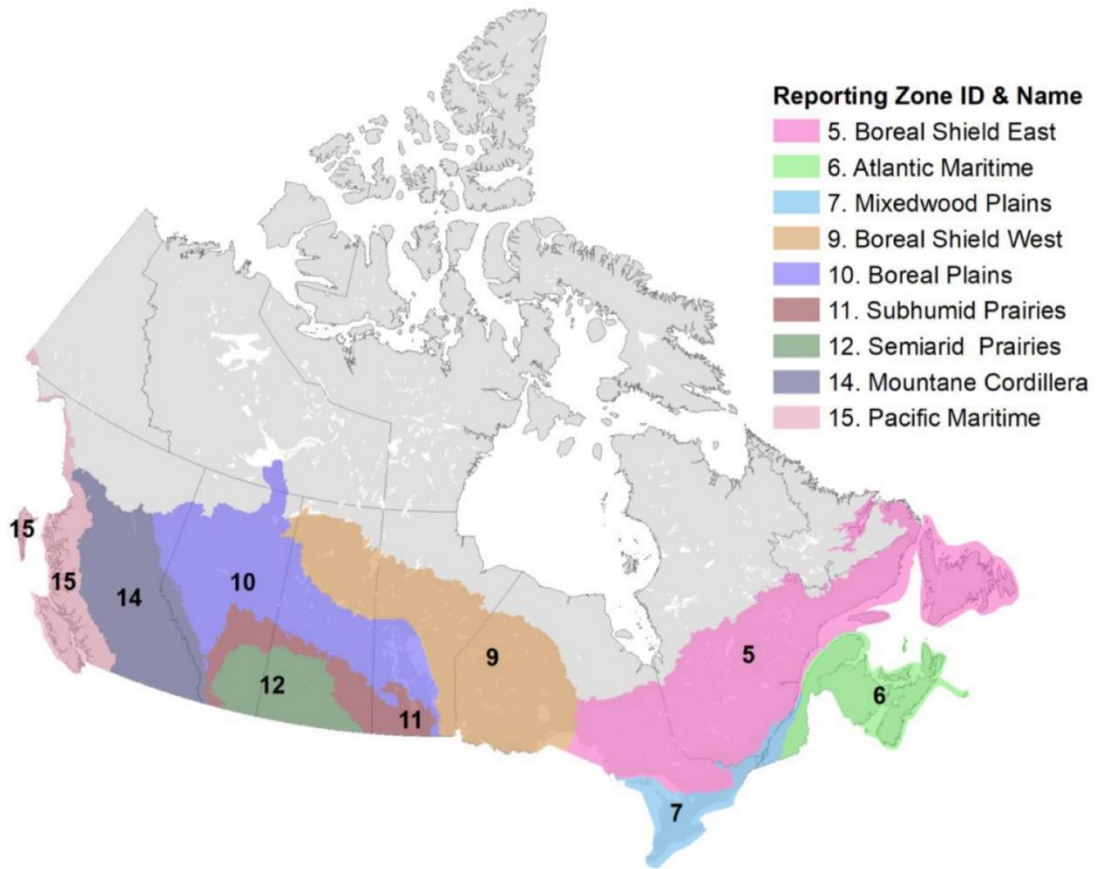 Reporting Zone ID & Name
5. Boreal Shield East
6. Atlantic Maritime
7. Mixedwood Plains
9. Boreal Shield West
10. Boreal Plains
11. Subhumid Prairies
12. Semiarid Prairies
14. Mountane Cordillera
15. Pacific Maritime
15
15
14
10
12
11
9
5
6
7